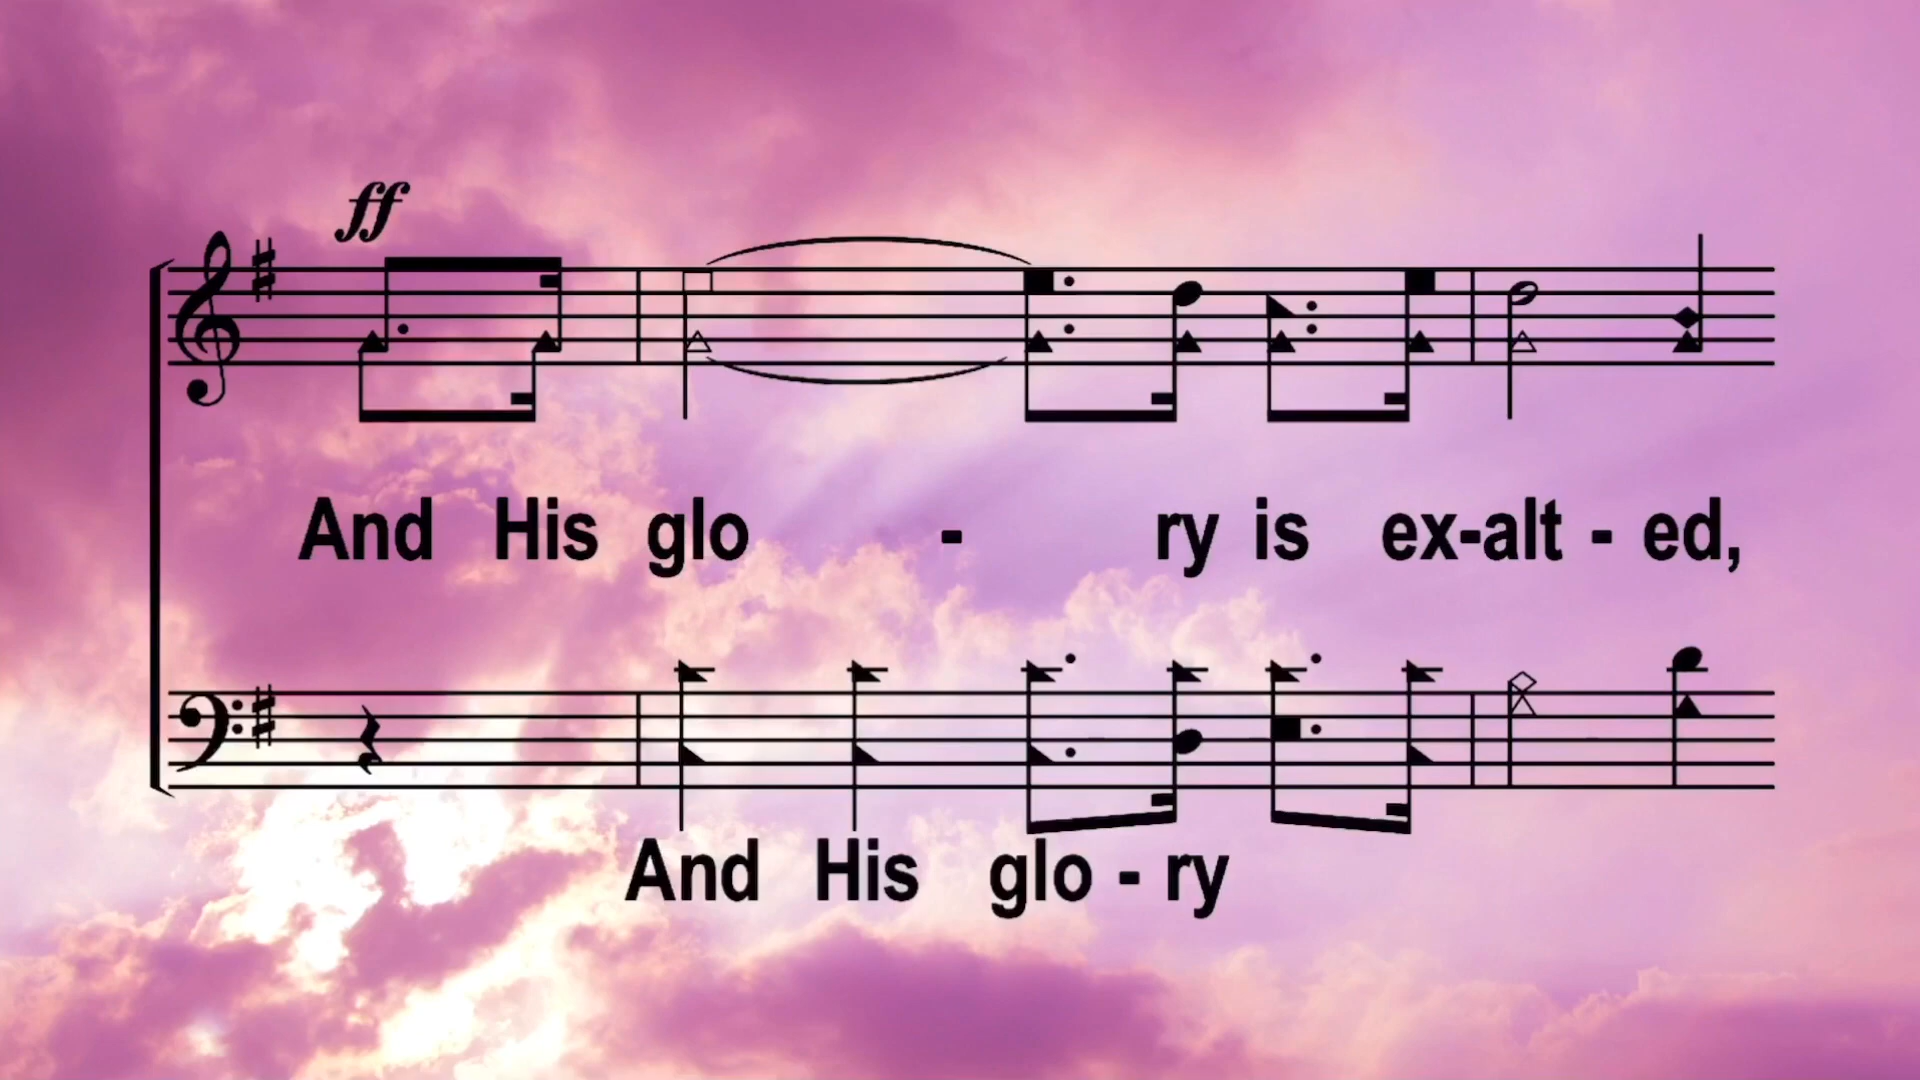 ff
And His glo - ry is ex-alt - ed,
And His glo - ry